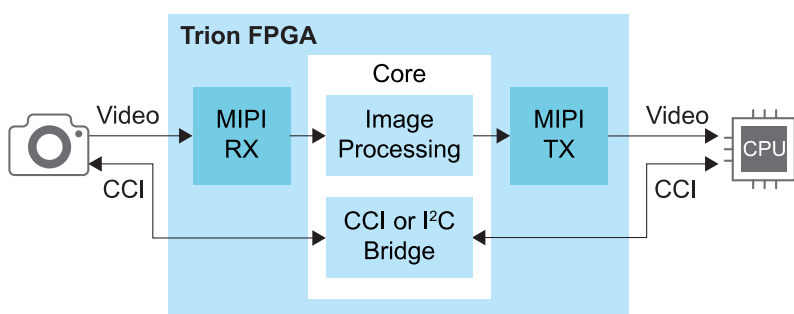 Trion FPGA
Core
Video
MIPI
RX
Image
Processing
MIPI
TX
Video
CPU
CCI
CCI or I²C
Bridge
CCI